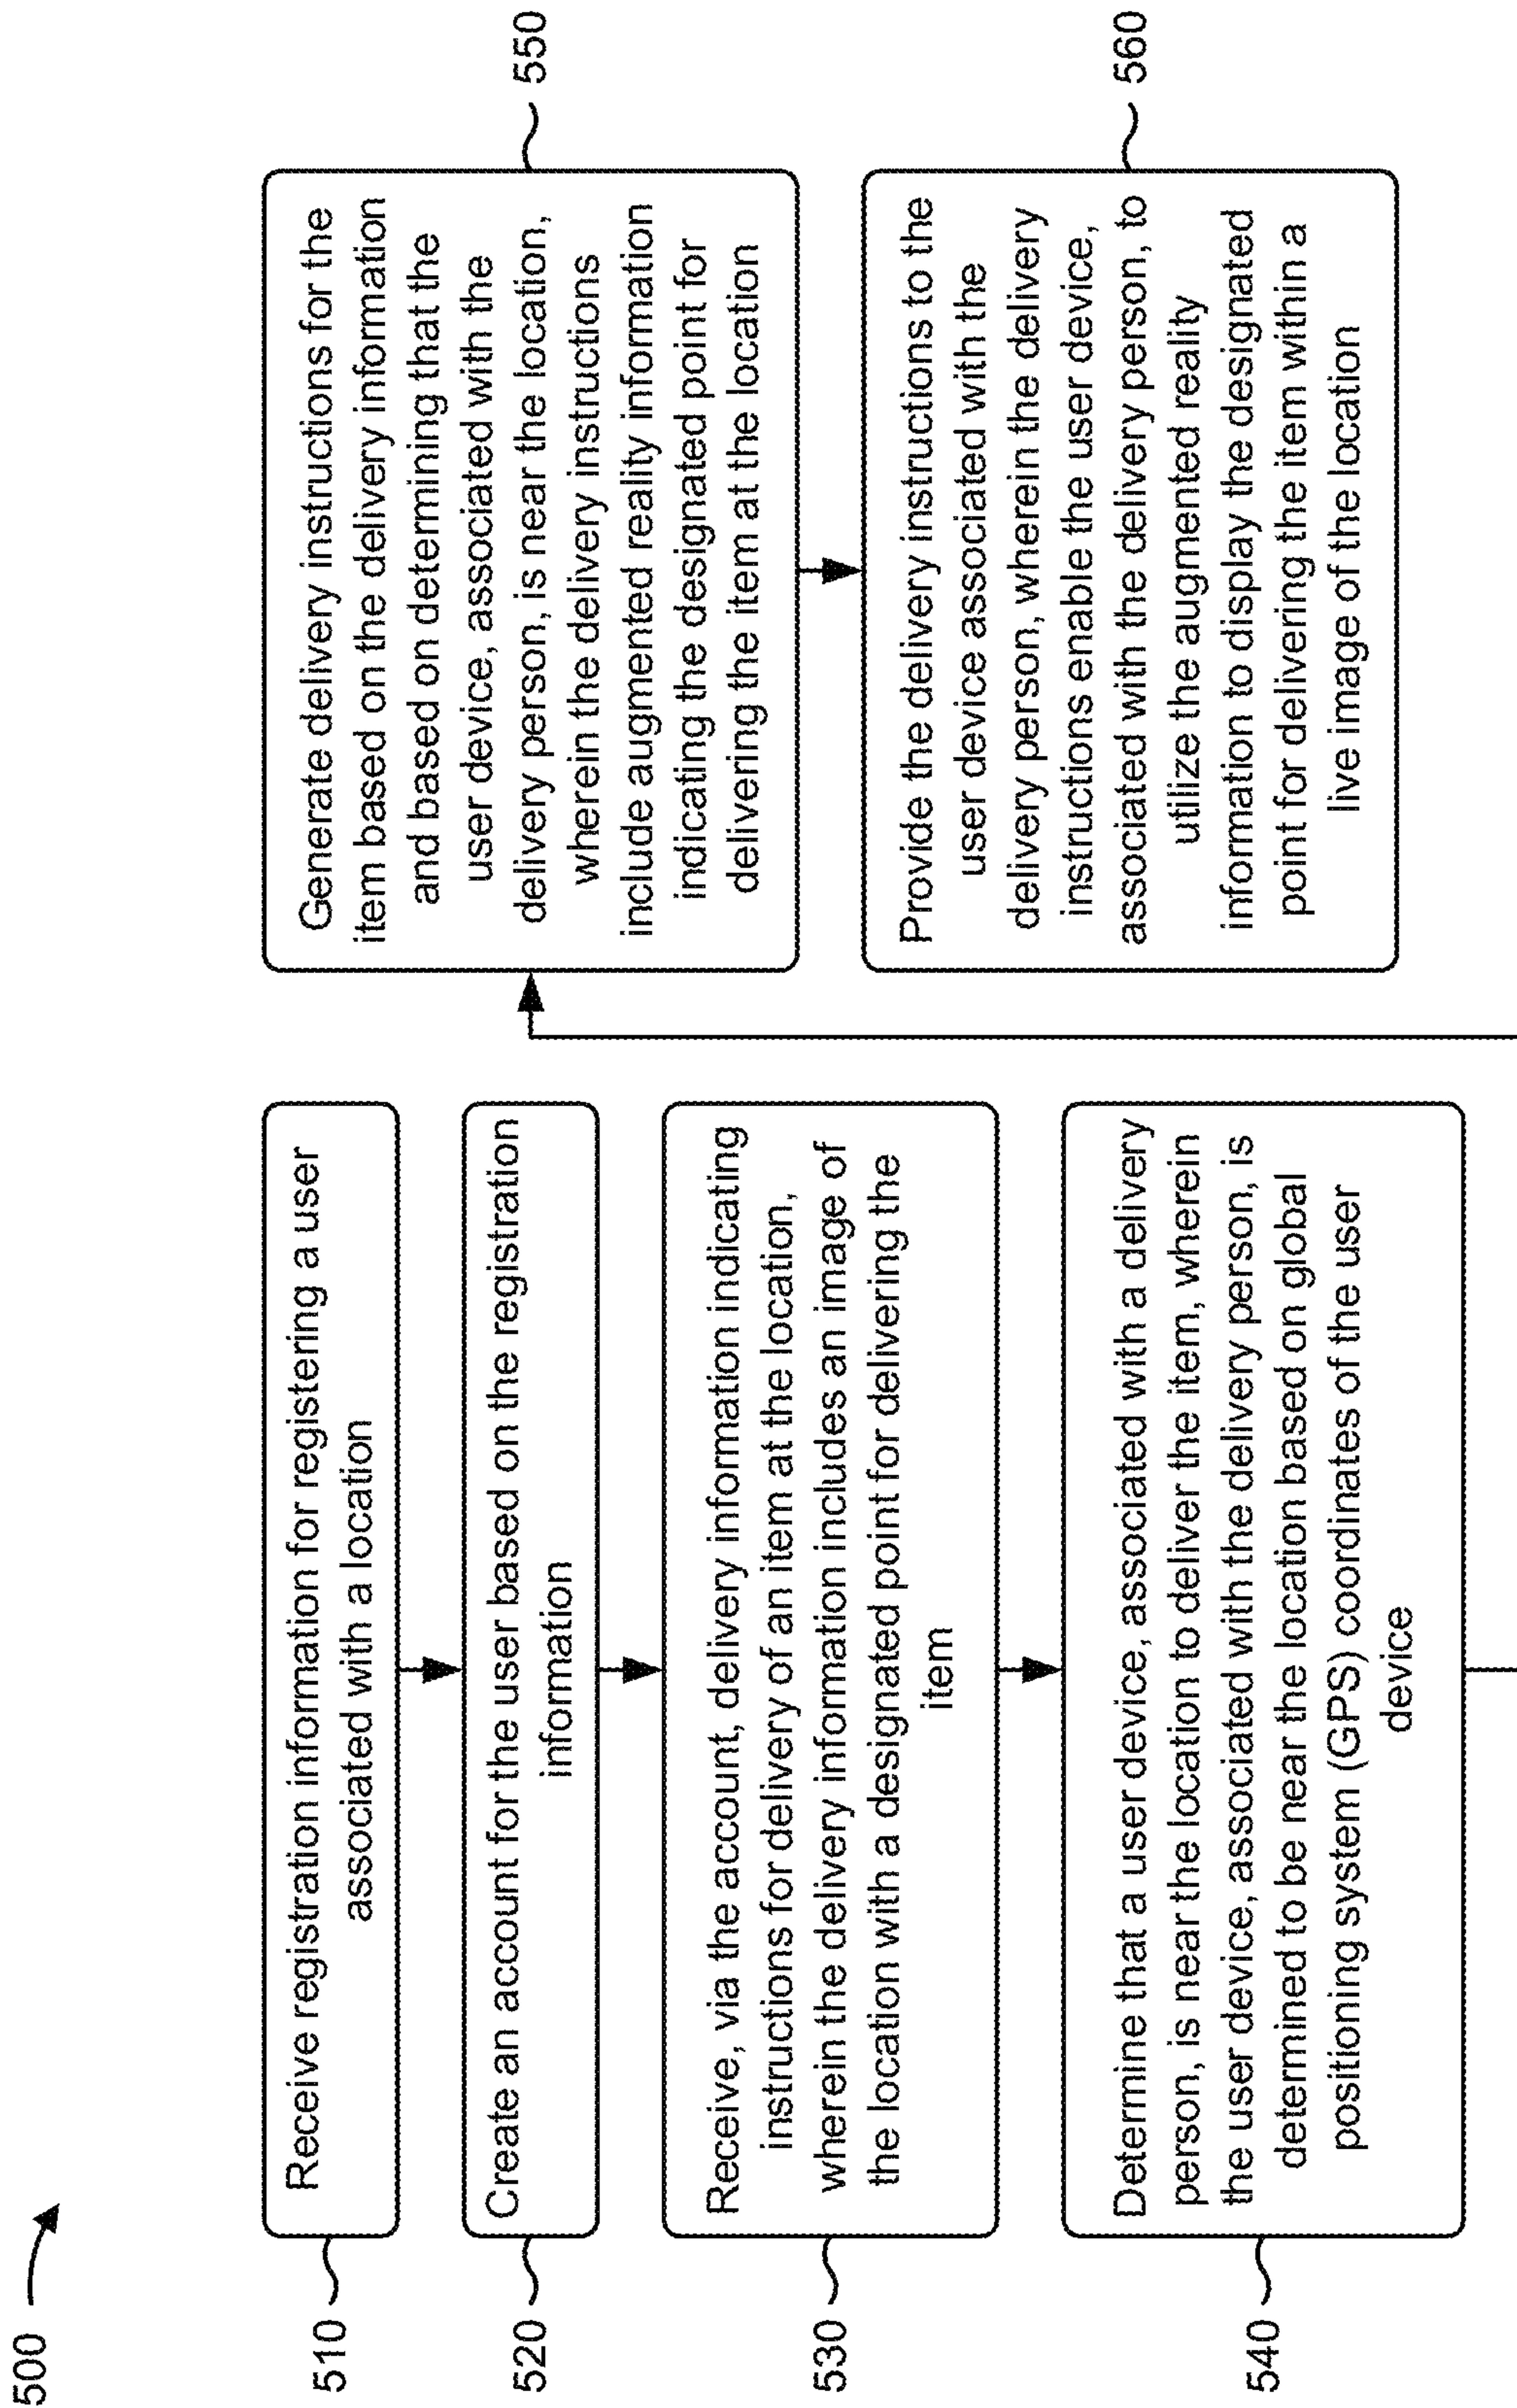 500
510
Receive registration information for registering a user
associated with a location
520
Create an account for the user based on the registration
information
530
Receive, via the account, delivery information indicating
instructions for delivery of an item at the location,
wherein the delivery information includes an image of
the location with a designated point for delivering the
item
540
Determine that a user device, associated with a delivery
person, is near the location to deliver the item, wherein
the user device, associated with the delivery person, is
determined to be near the location based on global
positioning system (GPS) coordinates of the user
device
550
Generate delivery instructions for the
item based on the delivery information
and based on determining that the
user device, associated with the
delivery person, is near the location,
wherein the delivery instructions
include augmented reality information
indicating the designated point for
delivering the item at the location
560
Provide the delivery instructions to the
user device associated with the
delivery person, wherein the delivery
instructions enable the user device,
associated with the delivery person, to
utilize the augmented reality
information to display the designated
point for delivering the item within a
live image of the location